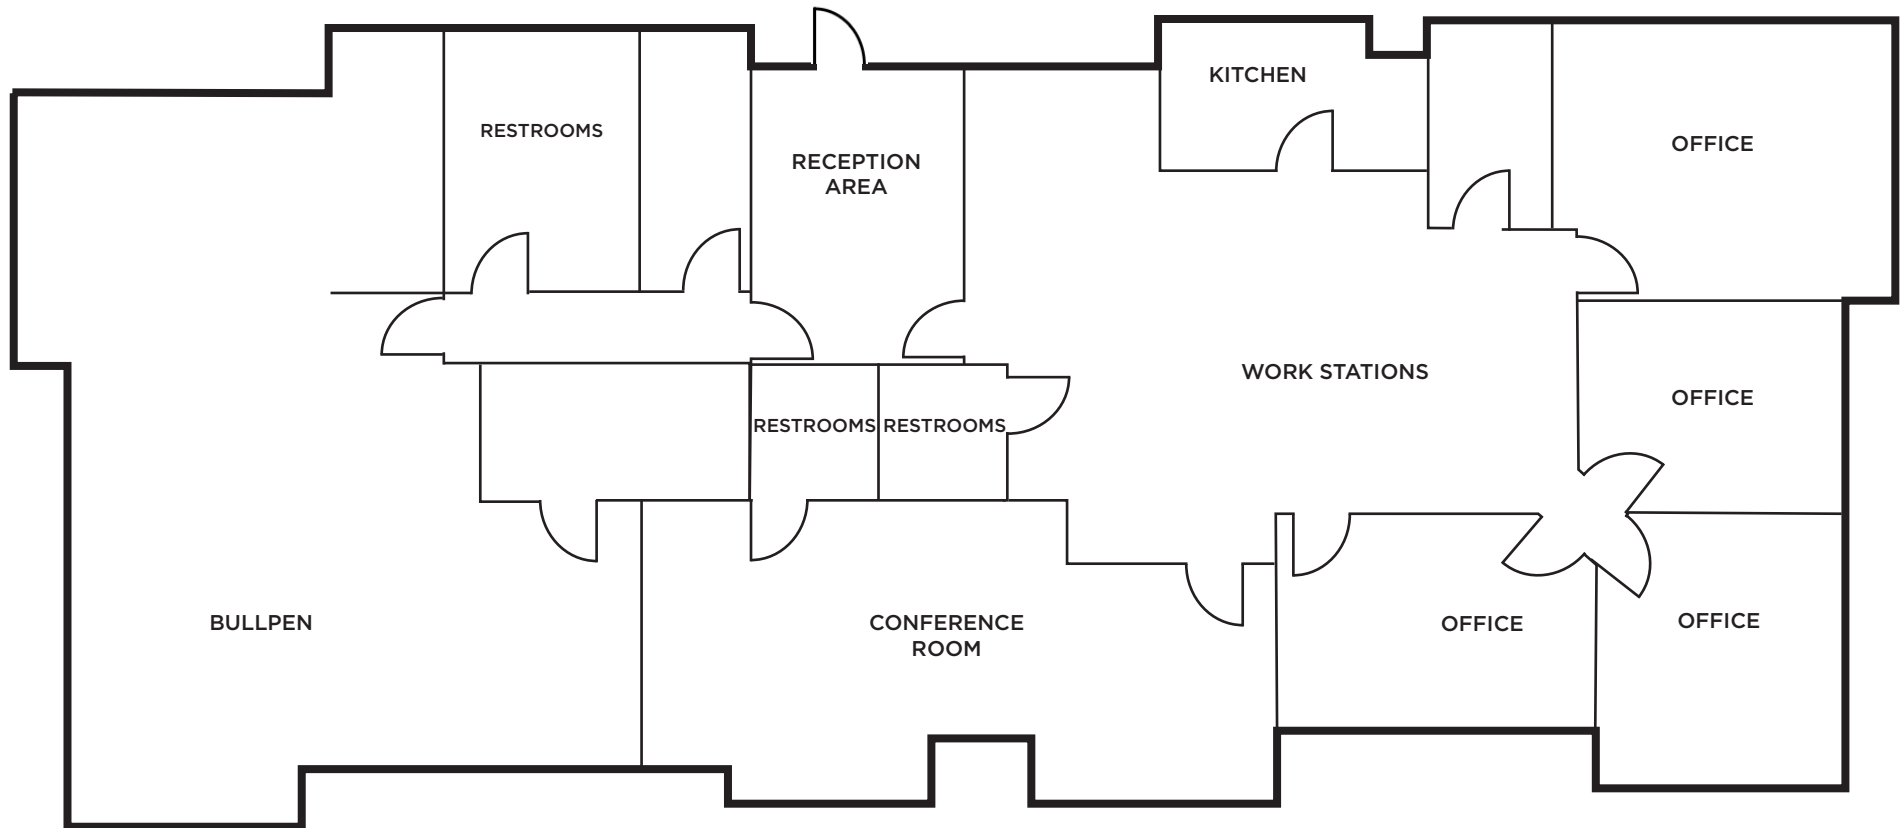 KITCHEN
RESTROOMS
OFFICE
RECEPTION
AREA
WORK STATIONS
OFFICE
RESTROOMS
RESTROOMS
BULLPEN
CONFERENCE
ROOM
OFFICE
OFFICE